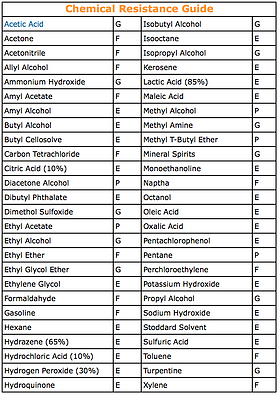 Chemical Resistance Guide
Acetic Acid G Isobutyl Alcohol G
Acetone F Isooctane E
Acetonitrile F Isopropyl Alcohol G
Allyl Alcohol F Kerosene E
Ammonium Hydroxide G Lactic Acid (85%) E
Amyl Acetate F Maleic Acid E
Amyl Alcohol E Methyl Alcohol P
Butyl Alcohol E Methyl Amine G
Butyl Cellosolve E Methyl T-Butyl Ether P
Carbon Tetrachloride F Mineral Spirits G
Citric Acid (10%) E Monoethanoline E
Diacetone Alcohol P Naptha F
Dibutyl Phthalate E Octanol E
Dimethol Sulfoxide G Oleic Acid E
Ethyl Acetate P Oxalic Acid E
Ethyl Alcohol G Pentachlorophenol E
Ethyl Ether F Pentane P
Ethyl Glycol Ether G Perchloroethylene F
Ethylene Glycol E Potassium Hydroxide E
Formaldahyde F Propyl Alcohol G
Gasoline F Sodium Hydroxide E
Hexane E Stoddard Solvent E
Hydrazene (65%) E Sulfuric Acid E
Hydrochloric Acid (10%) E Toluene F
Hydrogen Peroxide (30%) E Turpentine G
Hydroquinone E Xylene F